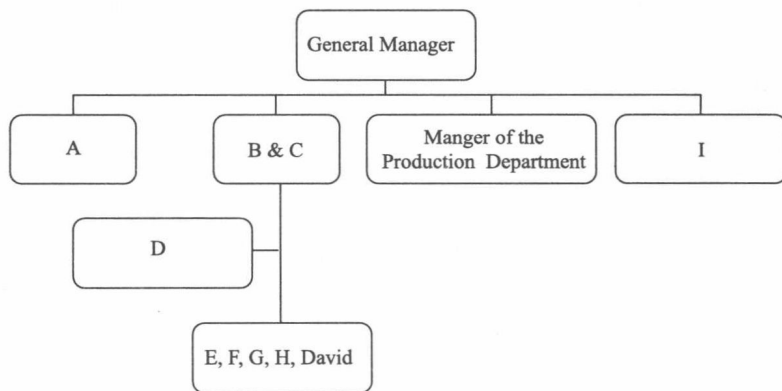 General Manager
A
B & C
Manger of the
Production Department
I
D
E, F, G, H, David